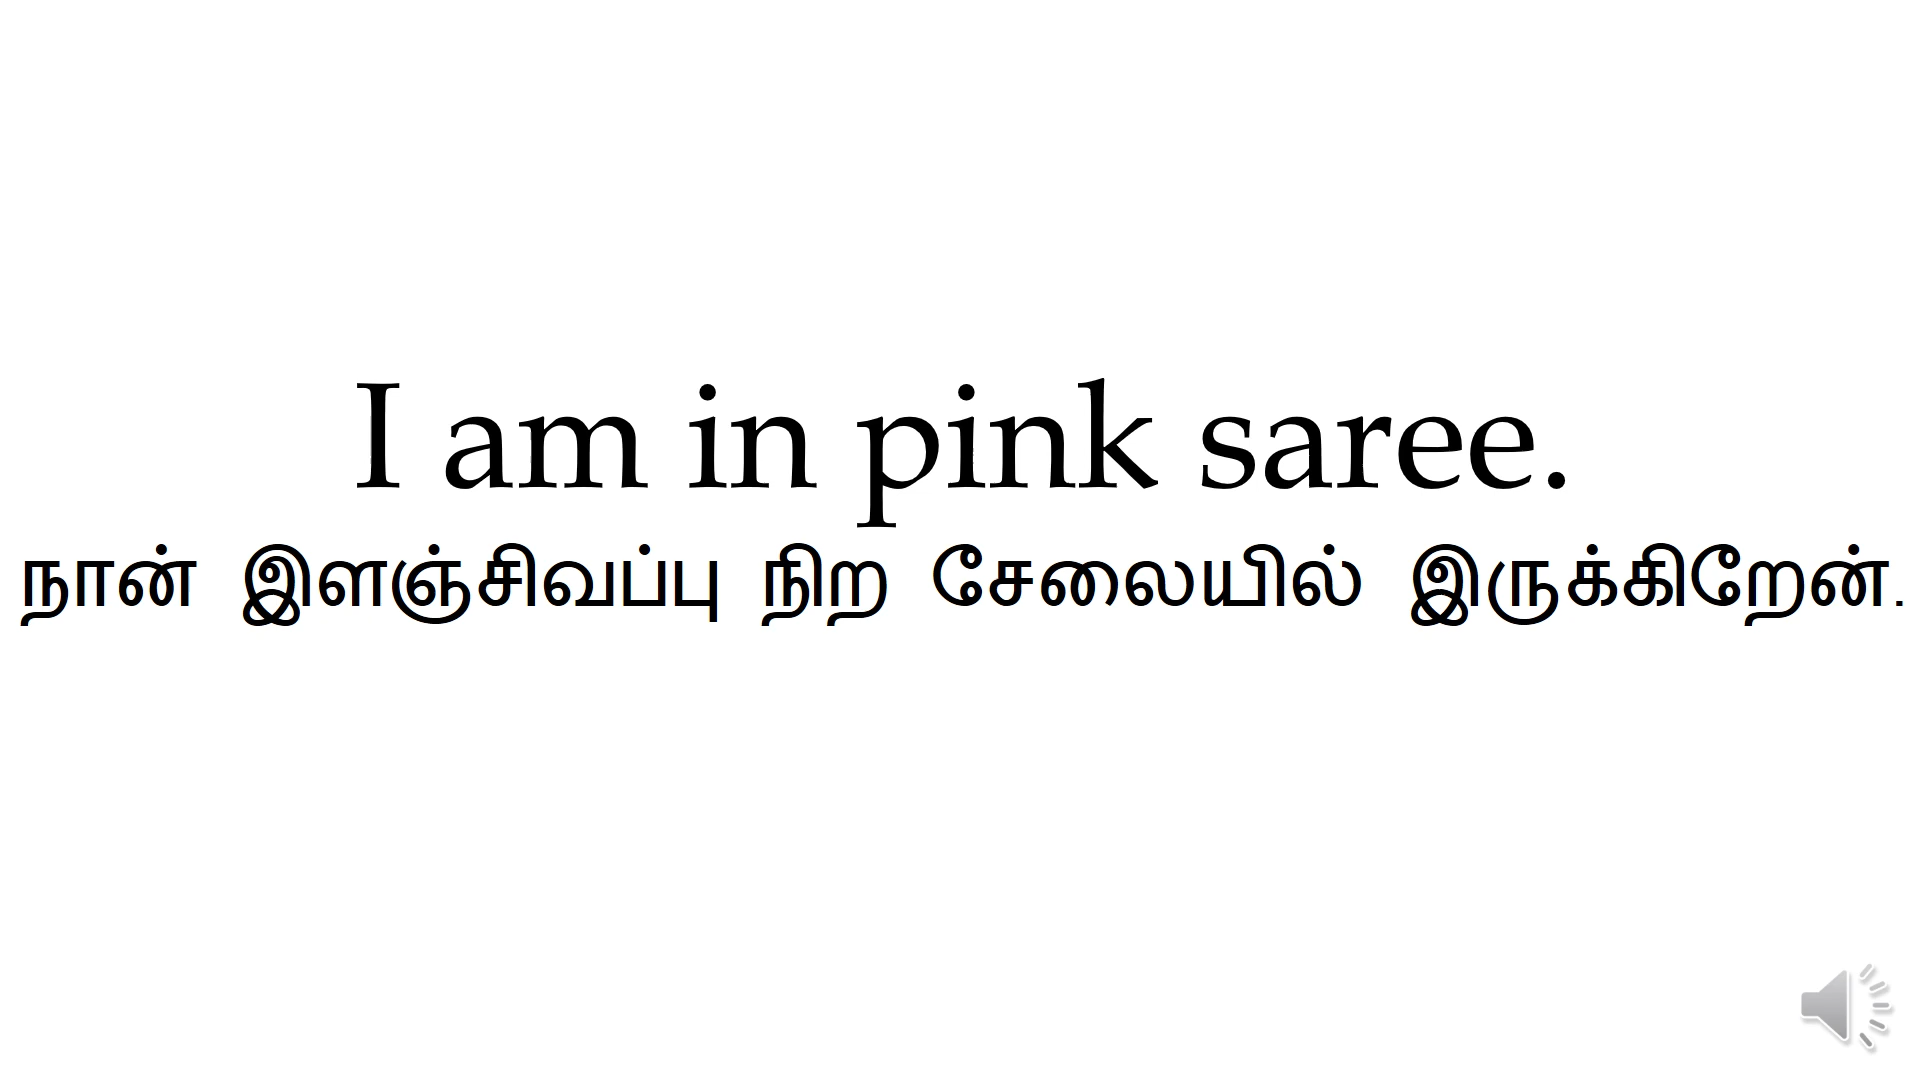 I am in pink saree.
நான் இளஞ்சிவப்பு நிற சேலையில் இருக்கிறேன்.